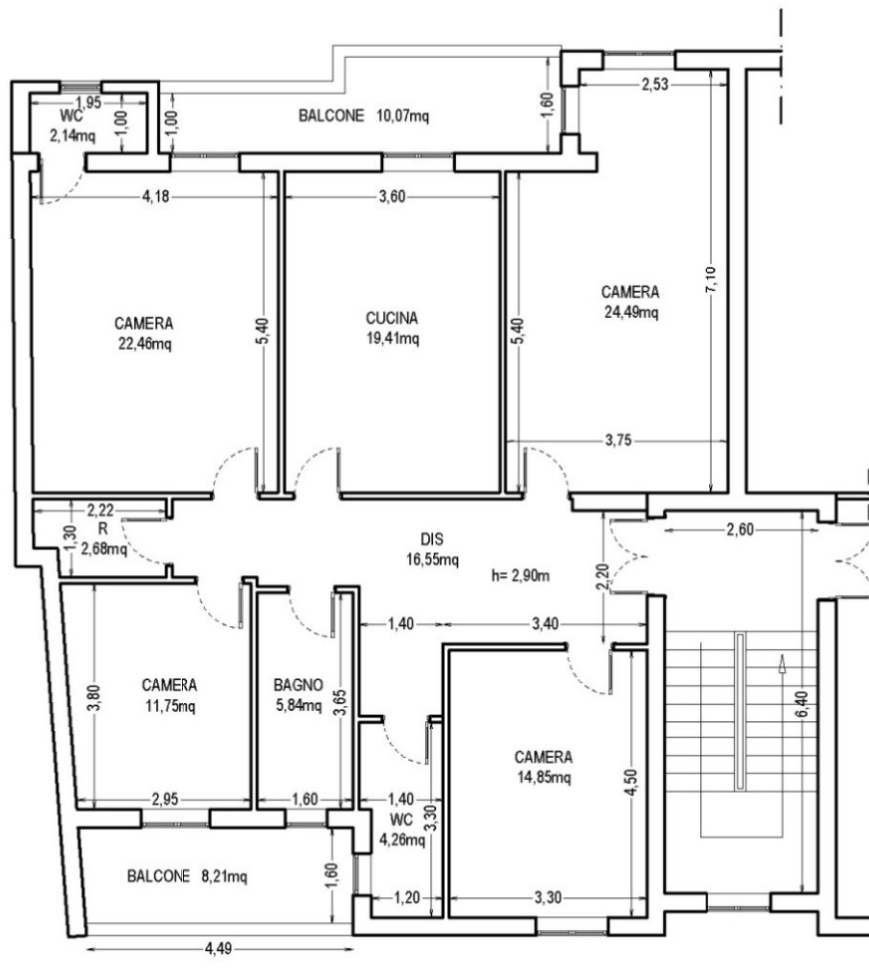 1,95
WC
2,14mq
1,00
1,00
BALCONE 10,07mq
1,60
2,53
4,18
3,60
CAMERA
22,46mq
5,40
CUCINA
19,41mq
5,40
CAMERA
24,49mq
7,10
3,75
2,22
R
2,68mq
1,30
DIS
16,55mq
h= 2,90m
2,20
2,60
1,40
3,40
3,80
CAMERA
11,75mq
BAGNO
5,84mq
3,65
6,40
CAMERA
14,85mq
4,50
2,95
1,60
1,40
WC
4,26mq
3,30
BALCONE 8,21mq
1,60
1,20
3,30
4,49